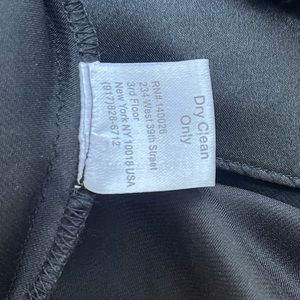 Dry Clean
Only
RN# 140026
234 West 39th Street
3rd Floor
New York NY 10018 USA